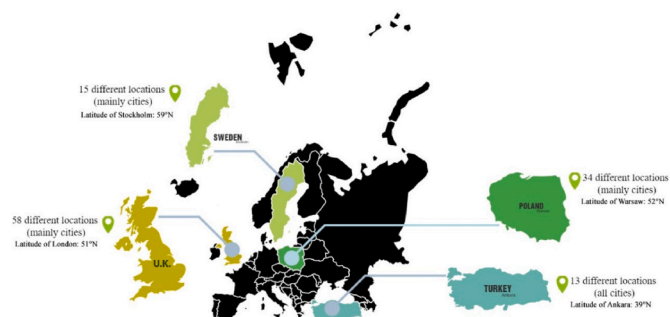 15 different locations
(mainly cities)
Latitude of Stockholm: 59°N
SWEDEN
58 different locations
(mainly cities)
Latitude of London: 51°N
U.K.
POLAND
34 different locations
(mainly cities)
Latitude of Warsaw: 52°N
TURKEY
13 different locations
(all cities)
Latitude of Ankara: 39°N